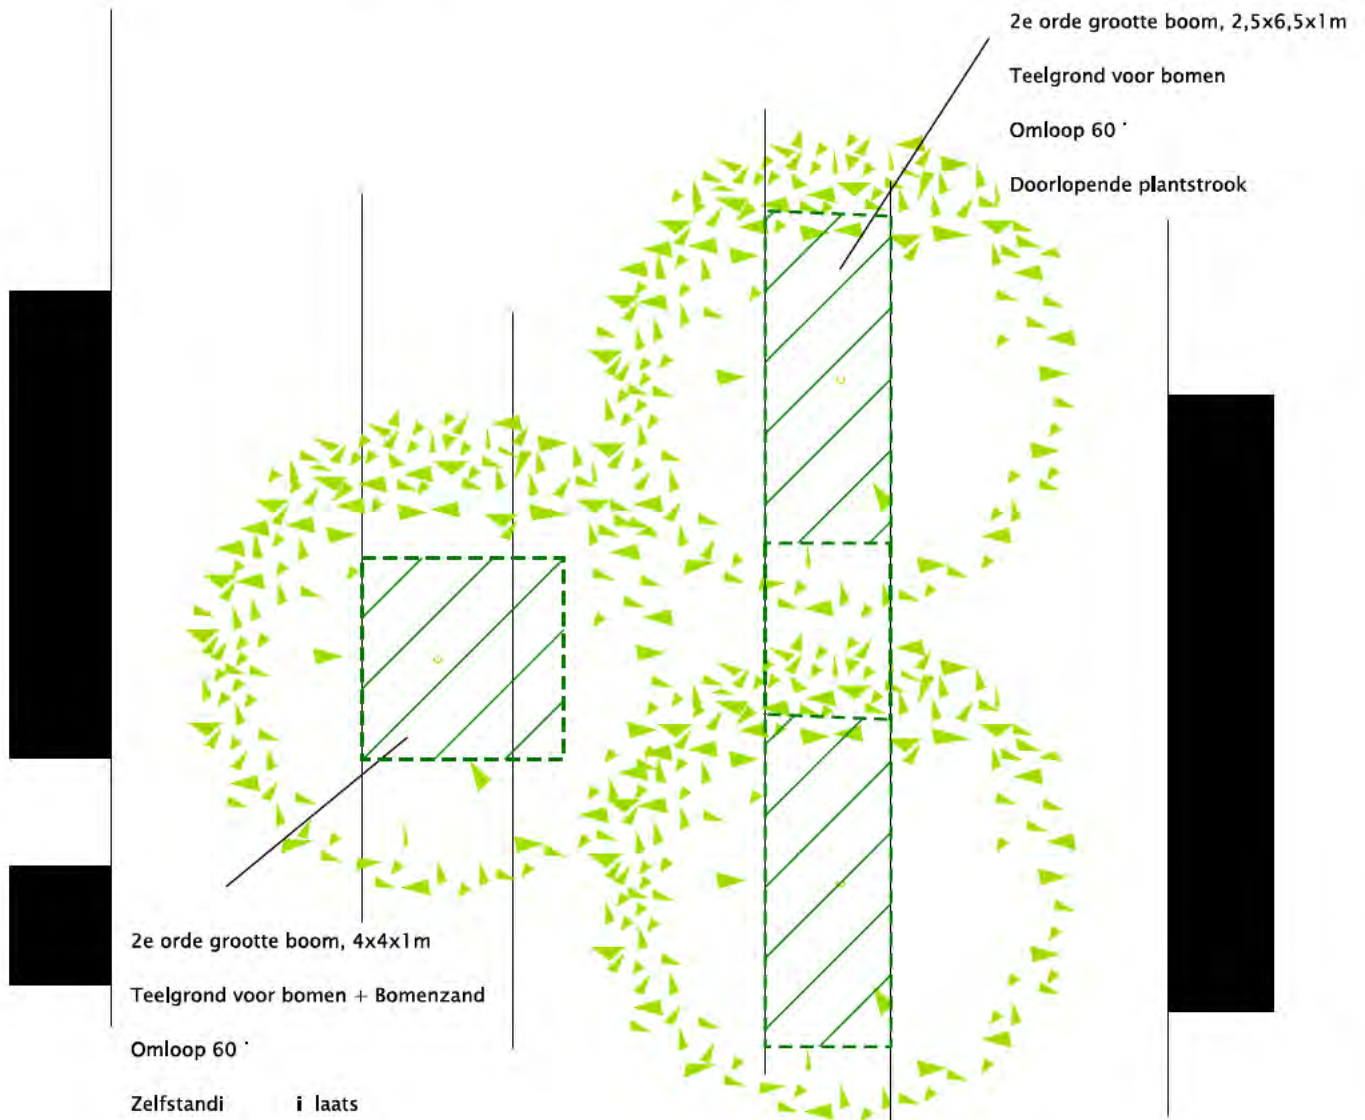 2e orde grootte boom, 2,5x6,5x1m
Teelgrond voor bomen
Omloop 60 ˙
Doorlopende plantstrook
2e orde grootte boom, 4x4x1m
Teelgrond voor bomen + Bomenzand
Omloop 60 ˙
Zelfstandi i laats